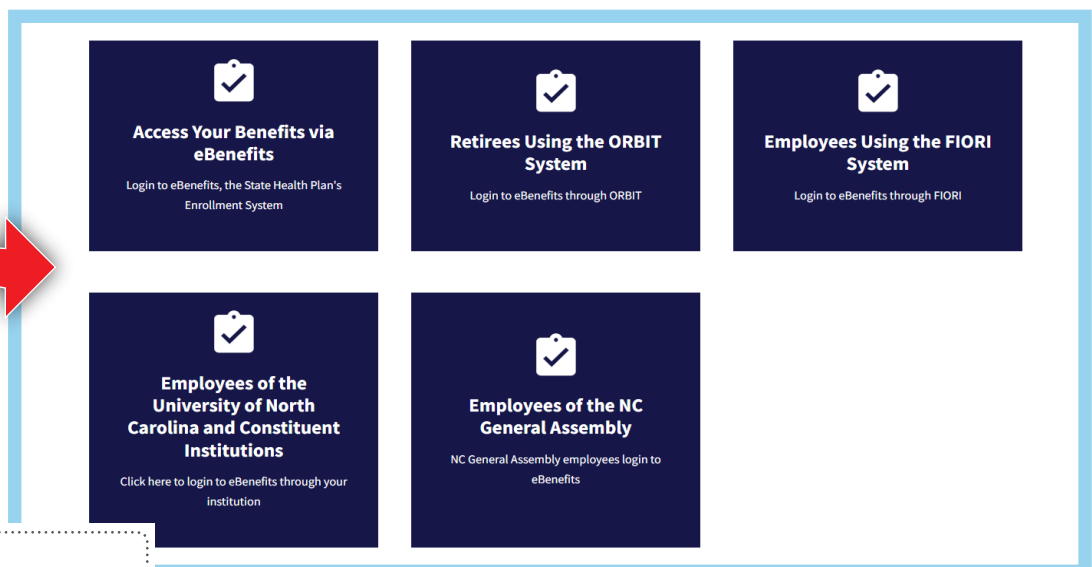 Access Your Benefits via
eBenefits
Login to eBenefits, the State Health Plan's
Enrollment System
Retirees Using the ORBIT
System
Login to eBenefits through ORBIT
Employees Using the FIORI
System
Login to eBenefits through FIORI
Employees of the
University of North
Carolina and Constituent
Institutions
Click here to login to eBenefits through your
institution
Employees of the NC
General Assembly
NC General Assembly employees login to
eBenefits